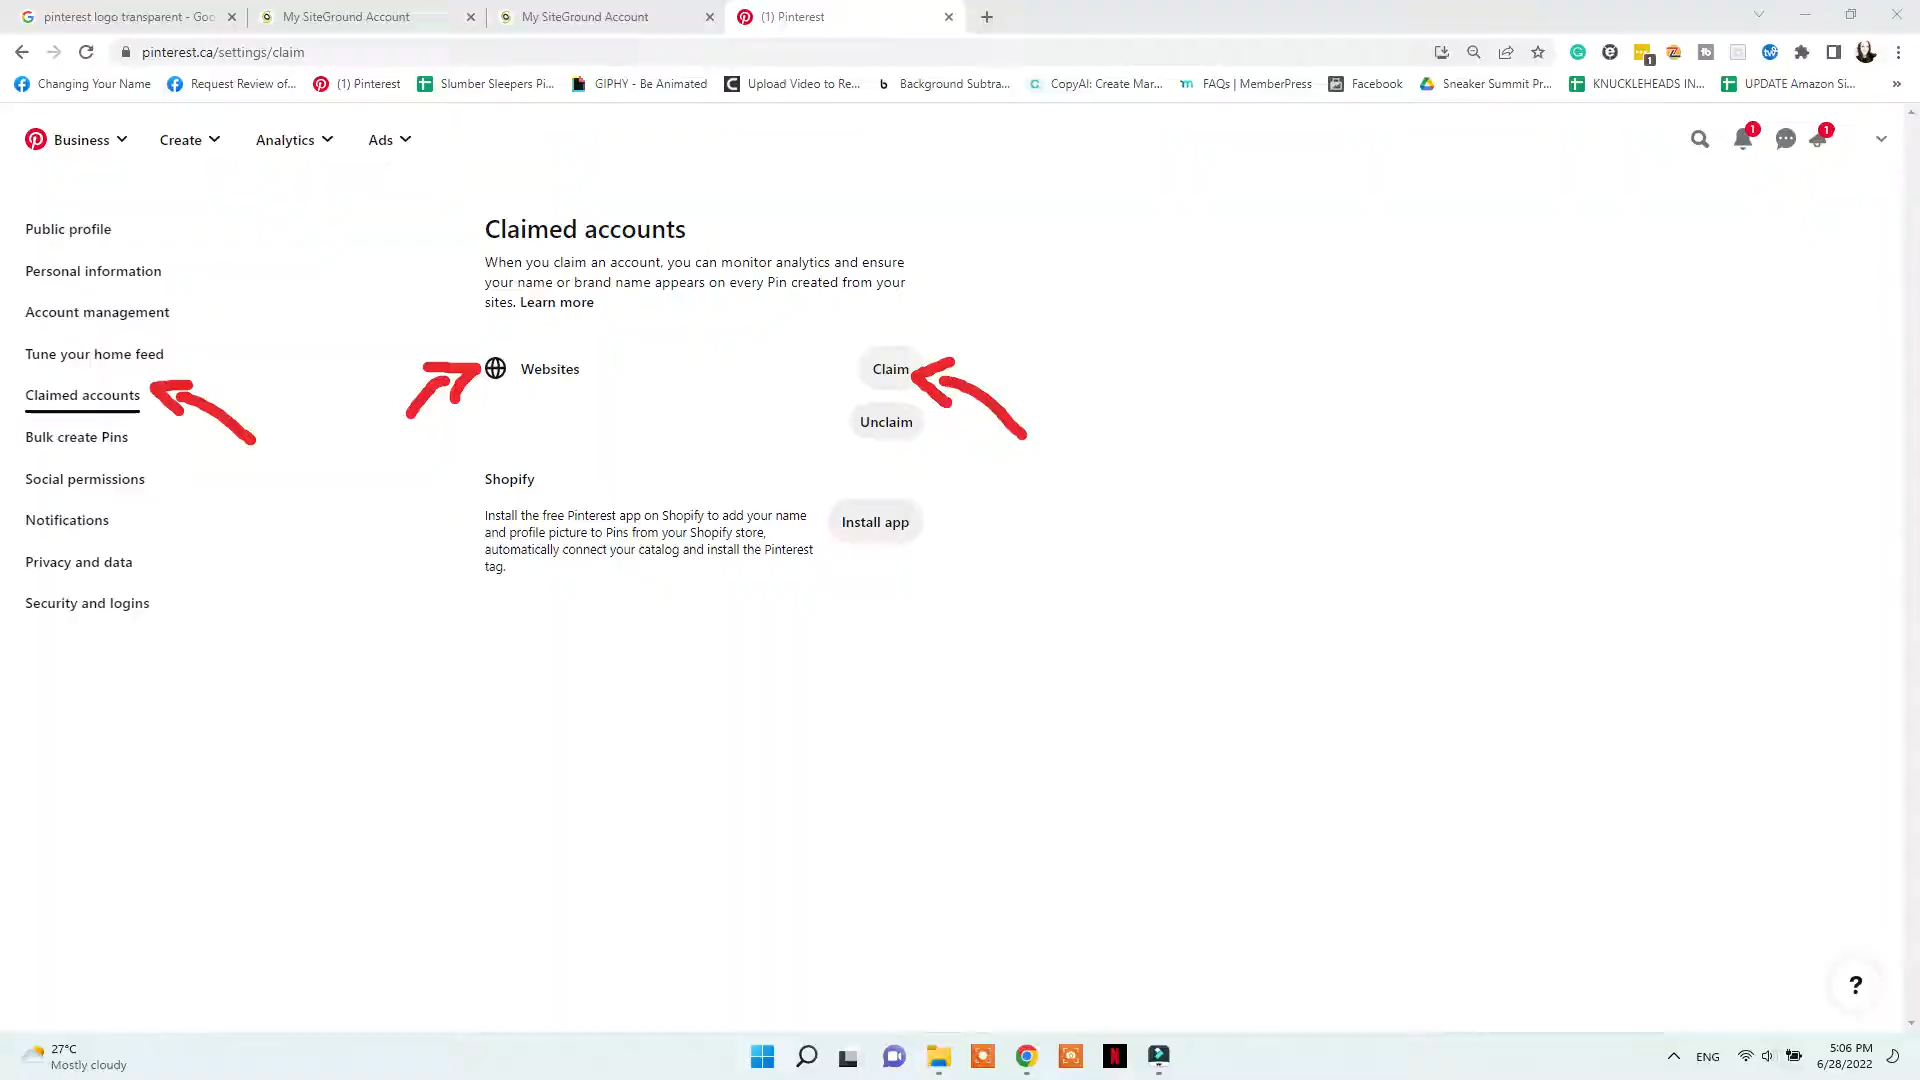 pinterest logo transparent - Goo
My SiteGround Account
My SiteGround Account
(1) Pinterest
pinterest.ca/settings/claim
1
Changing Your Name
Request Review of...
(1) Pinterest
Slumber Sleepers Pi...
GIPHY - Be Animated
Upload Video to Re...
Background Subtra...
CopyAI: Create Mar...
FAQs | MemberPress
Facebook
Sneaker Summit Pr...
KNUCKLEHEADS IN...
UPDATE Amazon Si...
»
Business
Create
Analytics
Ads
1
1
Public profile
Personal information
Account management
Tune your home feed
Claimed accounts
Bulk create Pins
Social permissions
Notifications
Privacy and data
Security and logins
Claimed accounts
When you claim an account, you can monitor analytics and ensure
your name or brand name appears on every Pin created from your
sites. Learn more
Websites
Claim
Unclaim
Shopify
Install the free Pinterest app on Shopify to add your name
and profile picture to Pins from your Shopify store,
automatically connect your catalog and install the Pinterest
tag.
Install app
?
27°C
Mostly cloudy
ENG
5:06 PM
6/28/2022